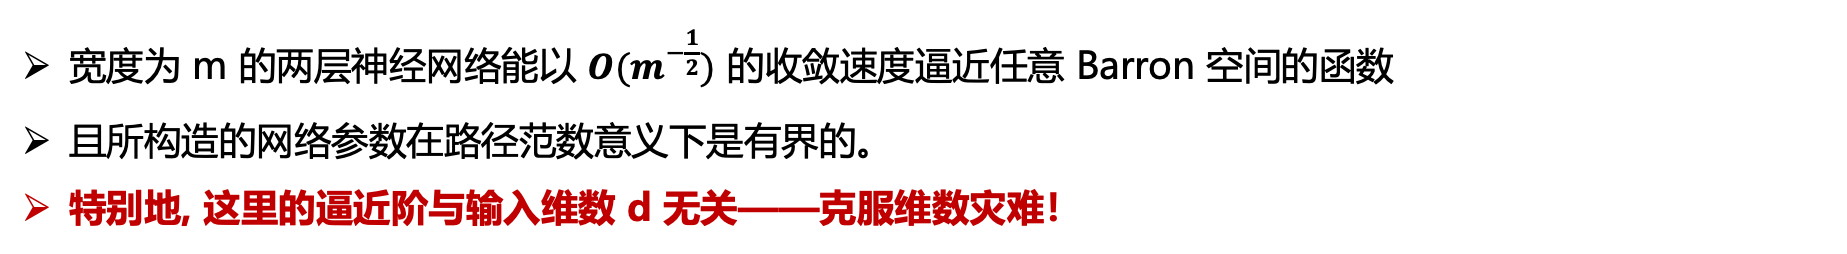 ➢ 宽度为 m 的两层神经网络能以 $O(m^{-\frac{1}{2}})$ 的收敛速度逼近任意 Barron 空间的函数
➢ 且所构造的网络参数在路径范数意义下是有界的。
➢ 特别地, 这里的逼近阶与输入维数 d 无关——克服维数灾难!